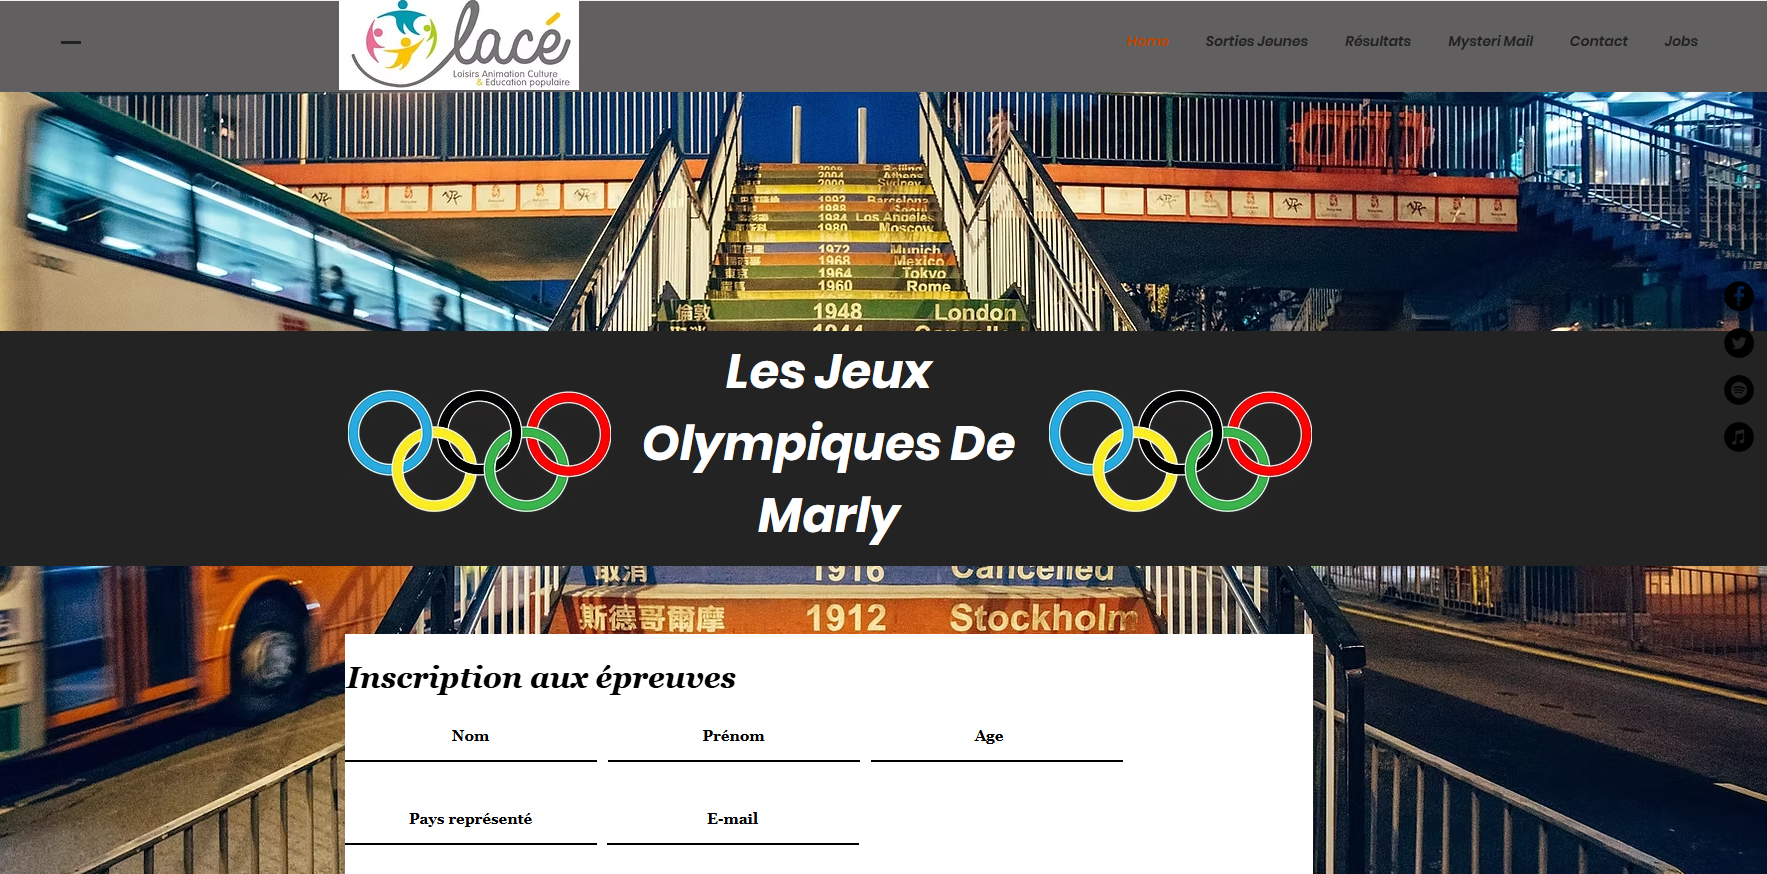 lacé
Loisirs Animation Culture
& Education populaire
Home Sorties Jeunes Résultats Mysteri Mail Contact Jobs
Beijing
2004 Athens
2000 Sydney
1992 Barcelona
1988 Seoul
1984 Los Angeles
1980 Moscow
1972 Munich
1968 Mexico
1964 Tokyo
1960 Rome
倫敦 1948 London
1944
Les Jeux
Olympiques De
Marly
取消 1916 Cancelled
斯德哥爾摩 1912 Stockholm
Inscription aux épreuves
Nom Prénom Age
Pays représenté E-mail